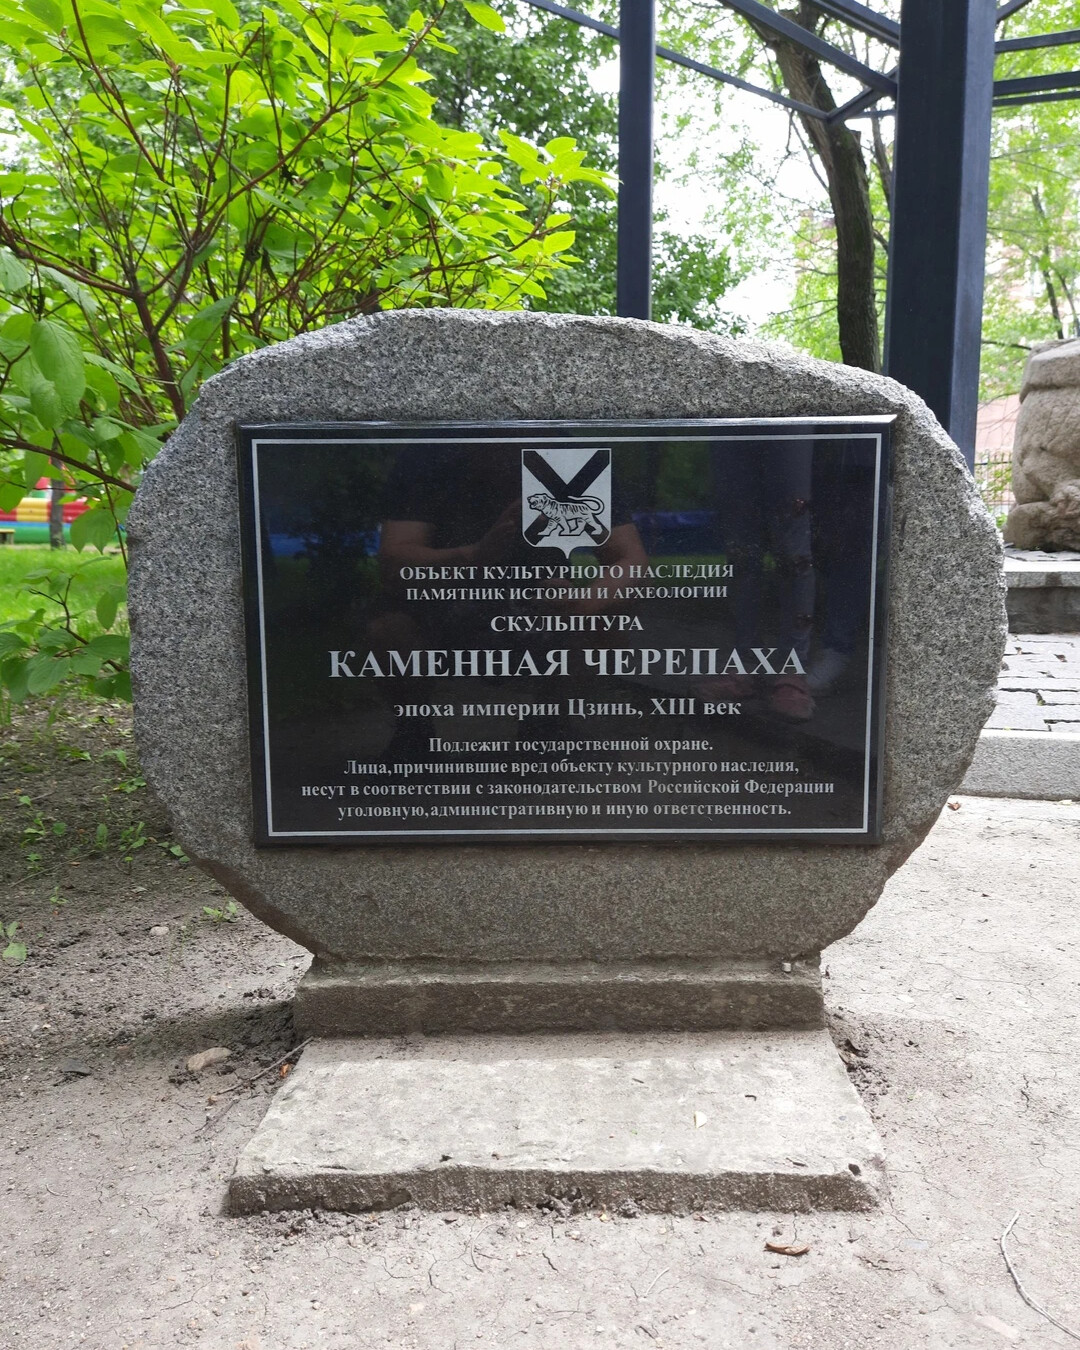 ОБЪЕКТ КУЛЬТУРНОГО НАСЛЕДИЯ
ПАМЯТНИК ИСТОРИИ И АРХЕОЛОГИИ
СКУЛЬПТУРА
КАМЕННАЯ ЧЕРЕПАХА
эпоха империи Цзинь, XIII век
Подлежит государственной охране.
Лица, причинившие вред объекту культурного наследия,
несут в соответствии с законодательством Российской Федерации
уголовную, административную и иную ответственность.